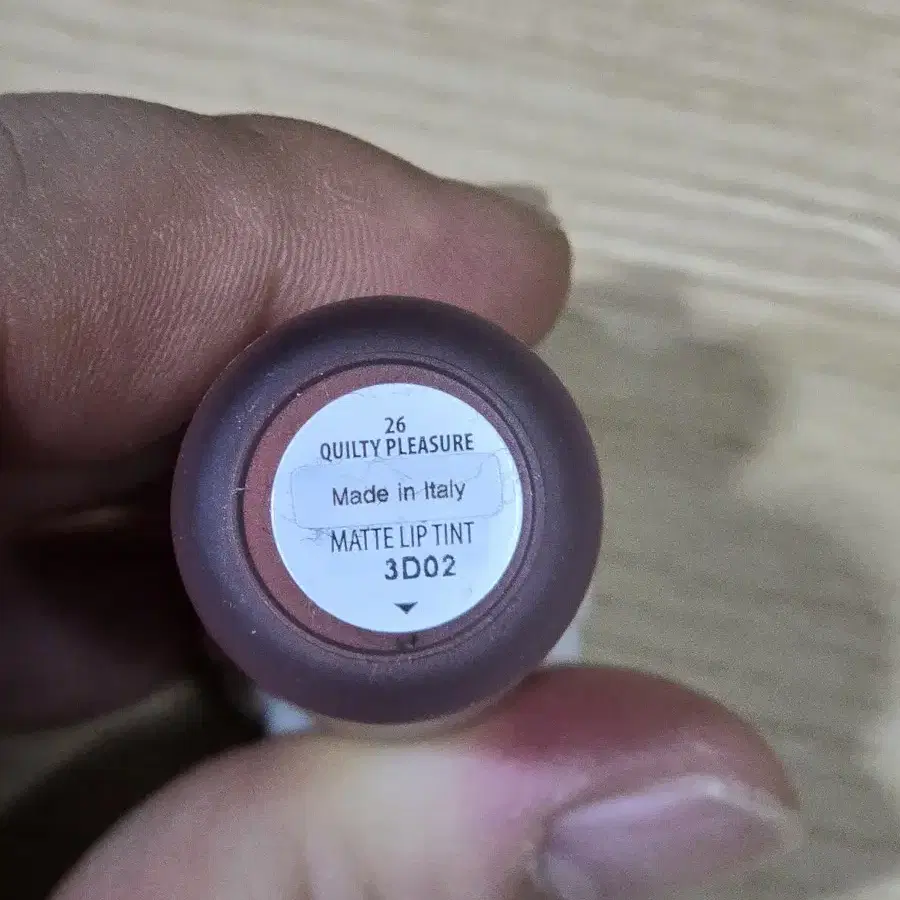 26
QUILTY PLEASURE
Made in Italy
MATTE LIP TINT
3D02